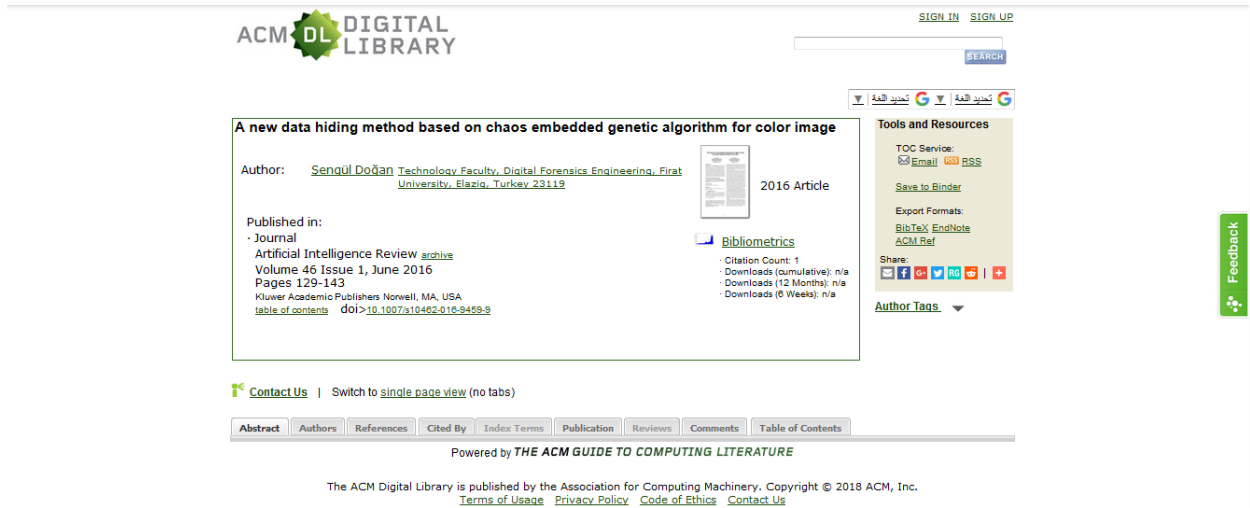 SIGN IN SIGN UP
ACM DL DIGITAL LIBRARY
SEARCH
تحديد اللغة ▼ تحديد اللغة ▼
A new data hiding method based on chaos embedded genetic algorithm for color image
Author: Sengül Doğan Technology Faculty, Digital Forensics Engineering, Firat
University, Elazig, Turkey 23119
2016 Article
Published in:
· Journal
Artificial Intelligence Review archive
Volume 46 Issue 1, June 2016
Pages 129-143
Kluwer Academic Publishers Norwell, MA, USA
table of contents doi>10.1007/s10462-016-9459-9
Bibliometrics
· Citation Count: 1
· Downloads (cumulative): n/a
· Downloads (12 Months): n/a
· Downloads (6 Weeks): n/a
Tools and Resources
TOC Service:
Email RSS RSS
Save to Binder
Export Formats:
BibTeX EndNote
ACM Ref
Share:
f G+ RG | +
Author Tags
Feedback
Contact Us | Switch to single page view (no tabs)
Abstract Authors References Cited By Index Terms Publication Reviews Comments Table of Contents
Powered by THE ACM GUIDE TO COMPUTING LITERATURE
The ACM Digital Library is published by the Association for Computing Machinery. Copyright © 2018 ACM, Inc.
Terms of Usage Privacy Policy Code of Ethics Contact Us